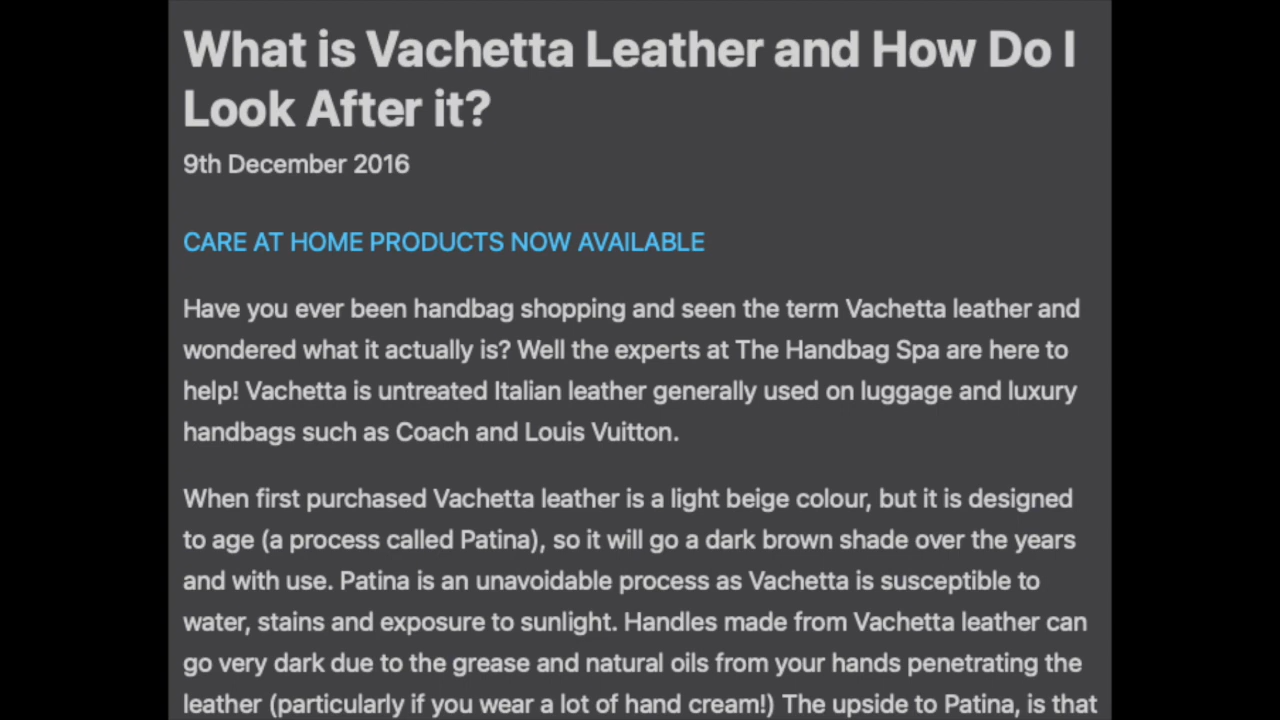 What is Vachetta Leather and How Do I
Look After it?
9th December 2016
CARE AT HOME PRODUCTS NOW AVAILABLE
Have you ever been handbag shopping and seen the term Vachetta leather and
wondered what it actually is? Well the experts at The Handbag Spa are here to
help! Vachetta is untreated Italian leather generally used on luggage and luxury
handbags such as Coach and Louis Vuitton.
When first purchased Vachetta leather is a light beige colour, but it is designed
to age (a process called Patina), so it will go a dark brown shade over the years
and with use. Patina is an unavoidable process as Vachetta is susceptible to
water, stains and exposure to sunlight. Handles made from Vachetta leather can
go very dark due to the grease and natural oils from your hands penetrating the
leather (particularly if you wear a lot of hand cream!) The upside to Patina, is that